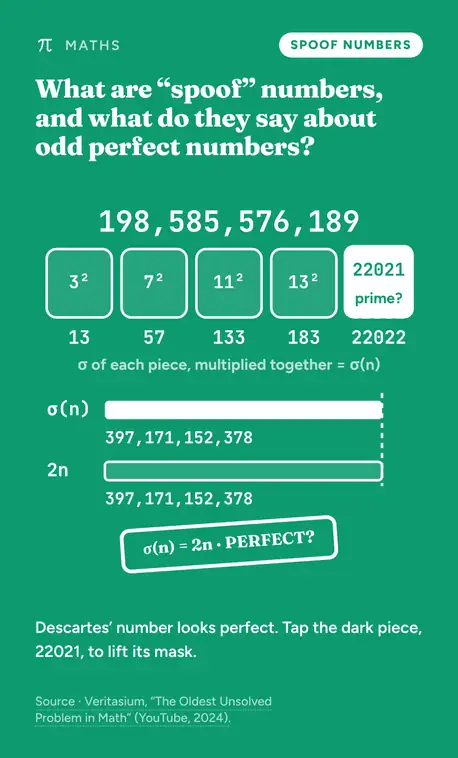 π MATHS
SPOOF NUMBERS
What are “spoof” numbers,
and what do they say about
odd perfect numbers?
198,585,576,189
3² 7² 11² 13² 22021
prime?
13 57 133 183 22022
σ of each piece, multiplied together = σ(n)
σ(n)
397,171,152,378
2n
397,171,152,378
σ(n) = 2n · PERFECT?
Descartes’ number looks perfect. Tap the dark piece,
22021, to lift its mask.
Source · Veritasium, “The Oldest Unsolved
Problem in Math” (YouTube, 2024).